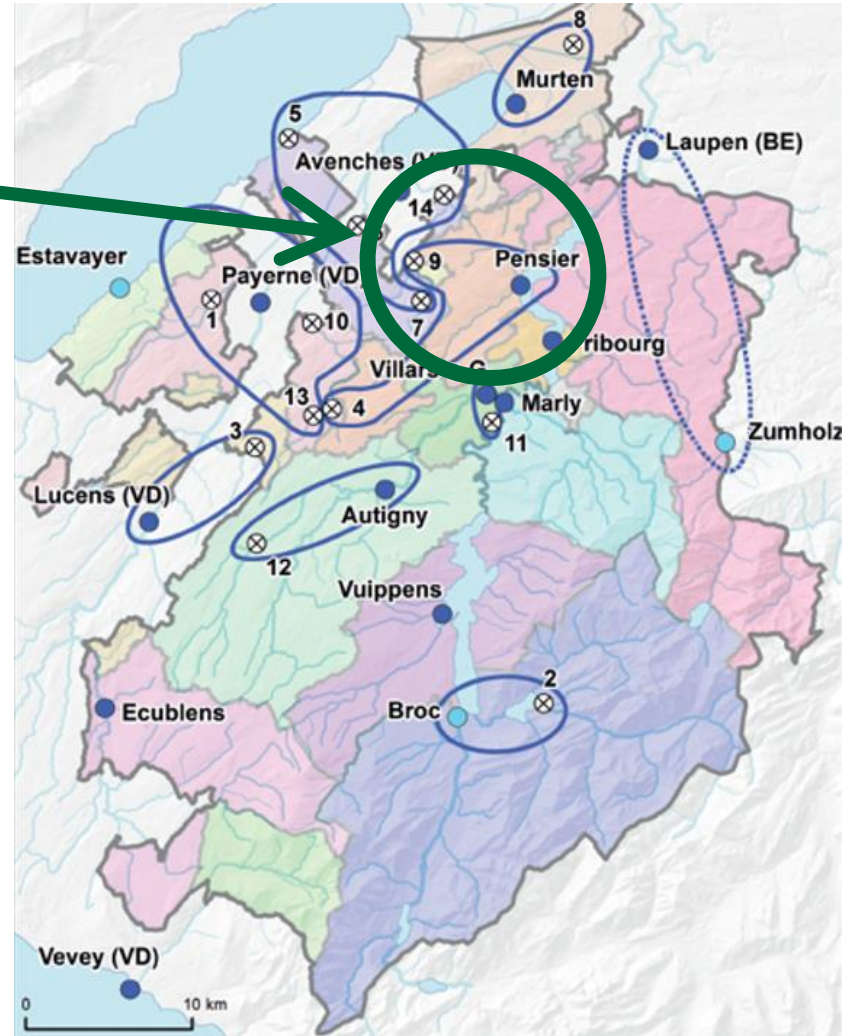 8
Murten
5
Laupen (BE)
Avenches (VD)
14
Estavayer
9
Pensier
Payerne (VD)
1
10
7
ribourg
Villars
G
13
4
Marly
11
3
Zumholz
Lucens (VD)
Autigny
12
Vuippens
2
Broc
Ecublens
Vevey (VD)
0
10 km